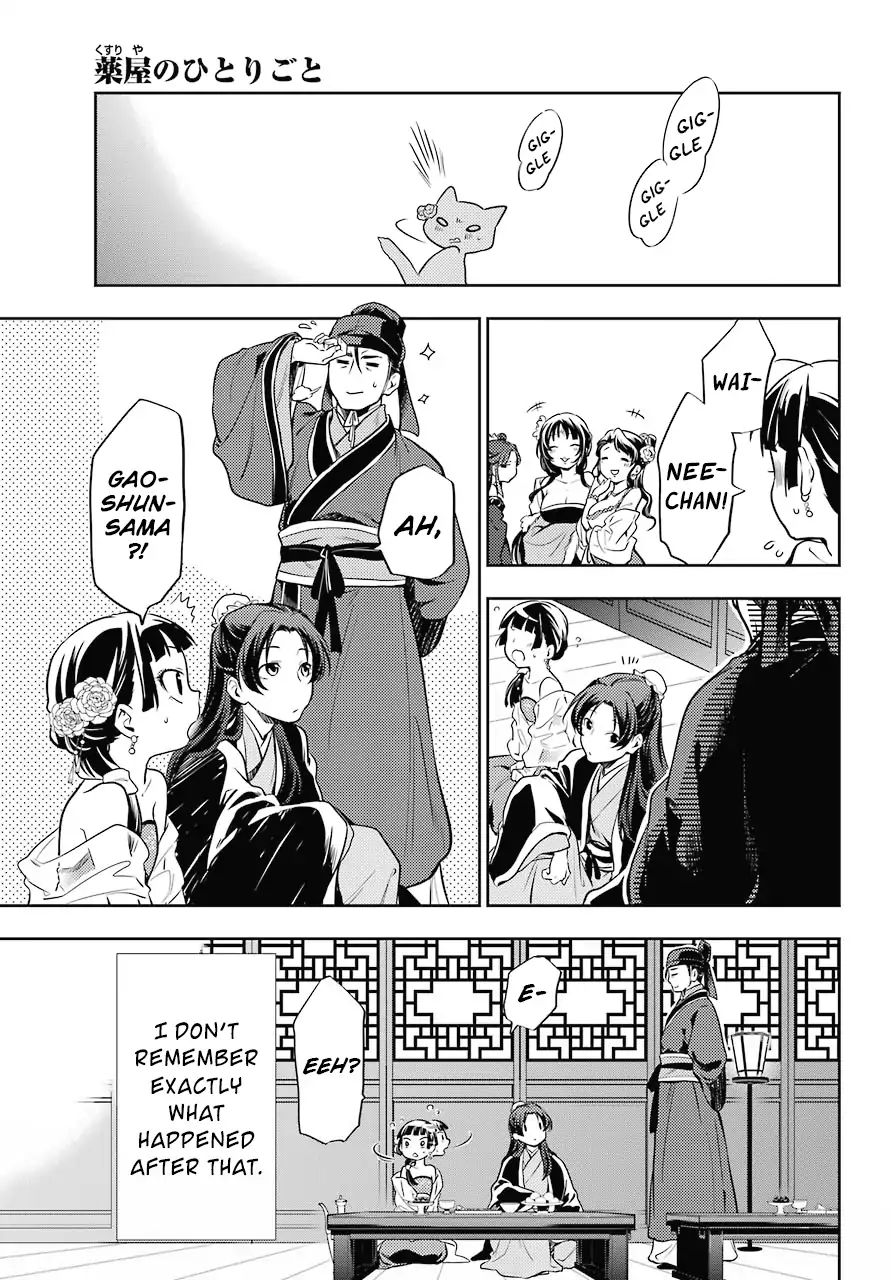 くすり や
薬屋のひとりごと
GIG-
GLE
GIG-
GLE
GIG-
GLE
WAI-
NEE-
CHAN!
AH,
GAO-
SHUN-
SAMA
?!
E-
EEH?
I DON'T
REMEMBER
EXACTLY
WHAT
HAPPENED
AFTER THAT.